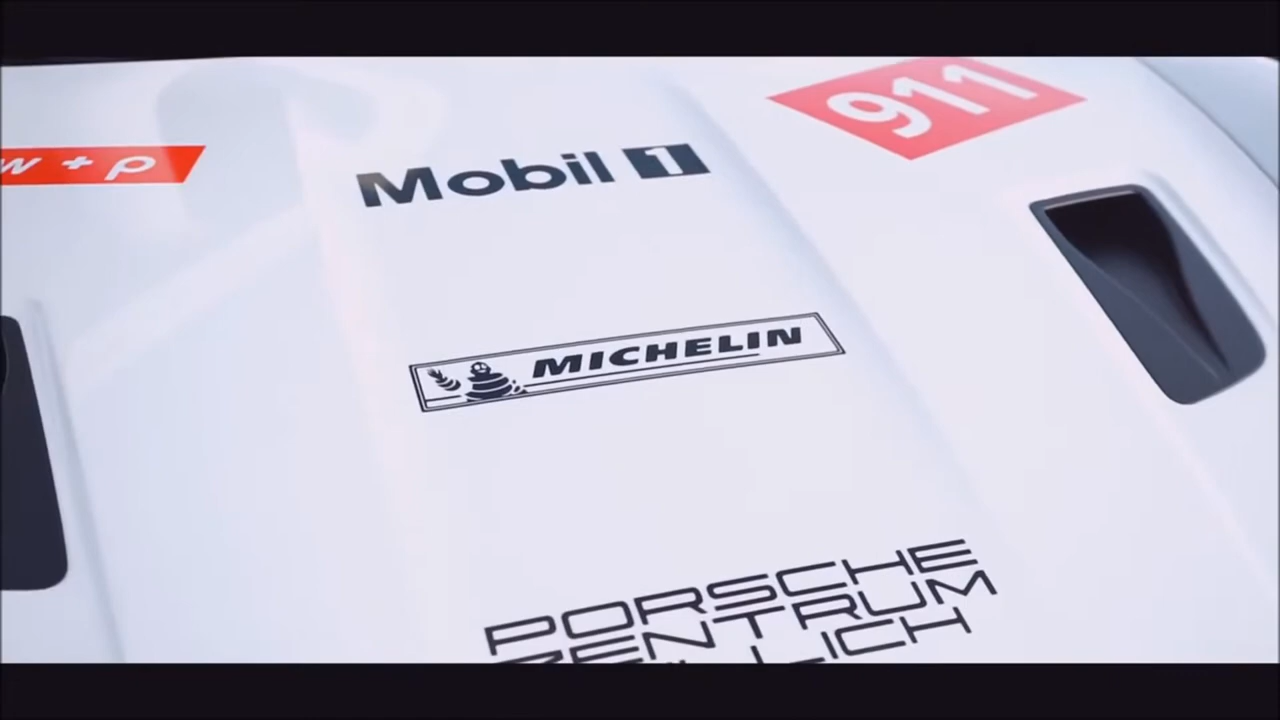 w + p
Mobil 1
911
MICHELIN
PORSCHE
ZENTRUM